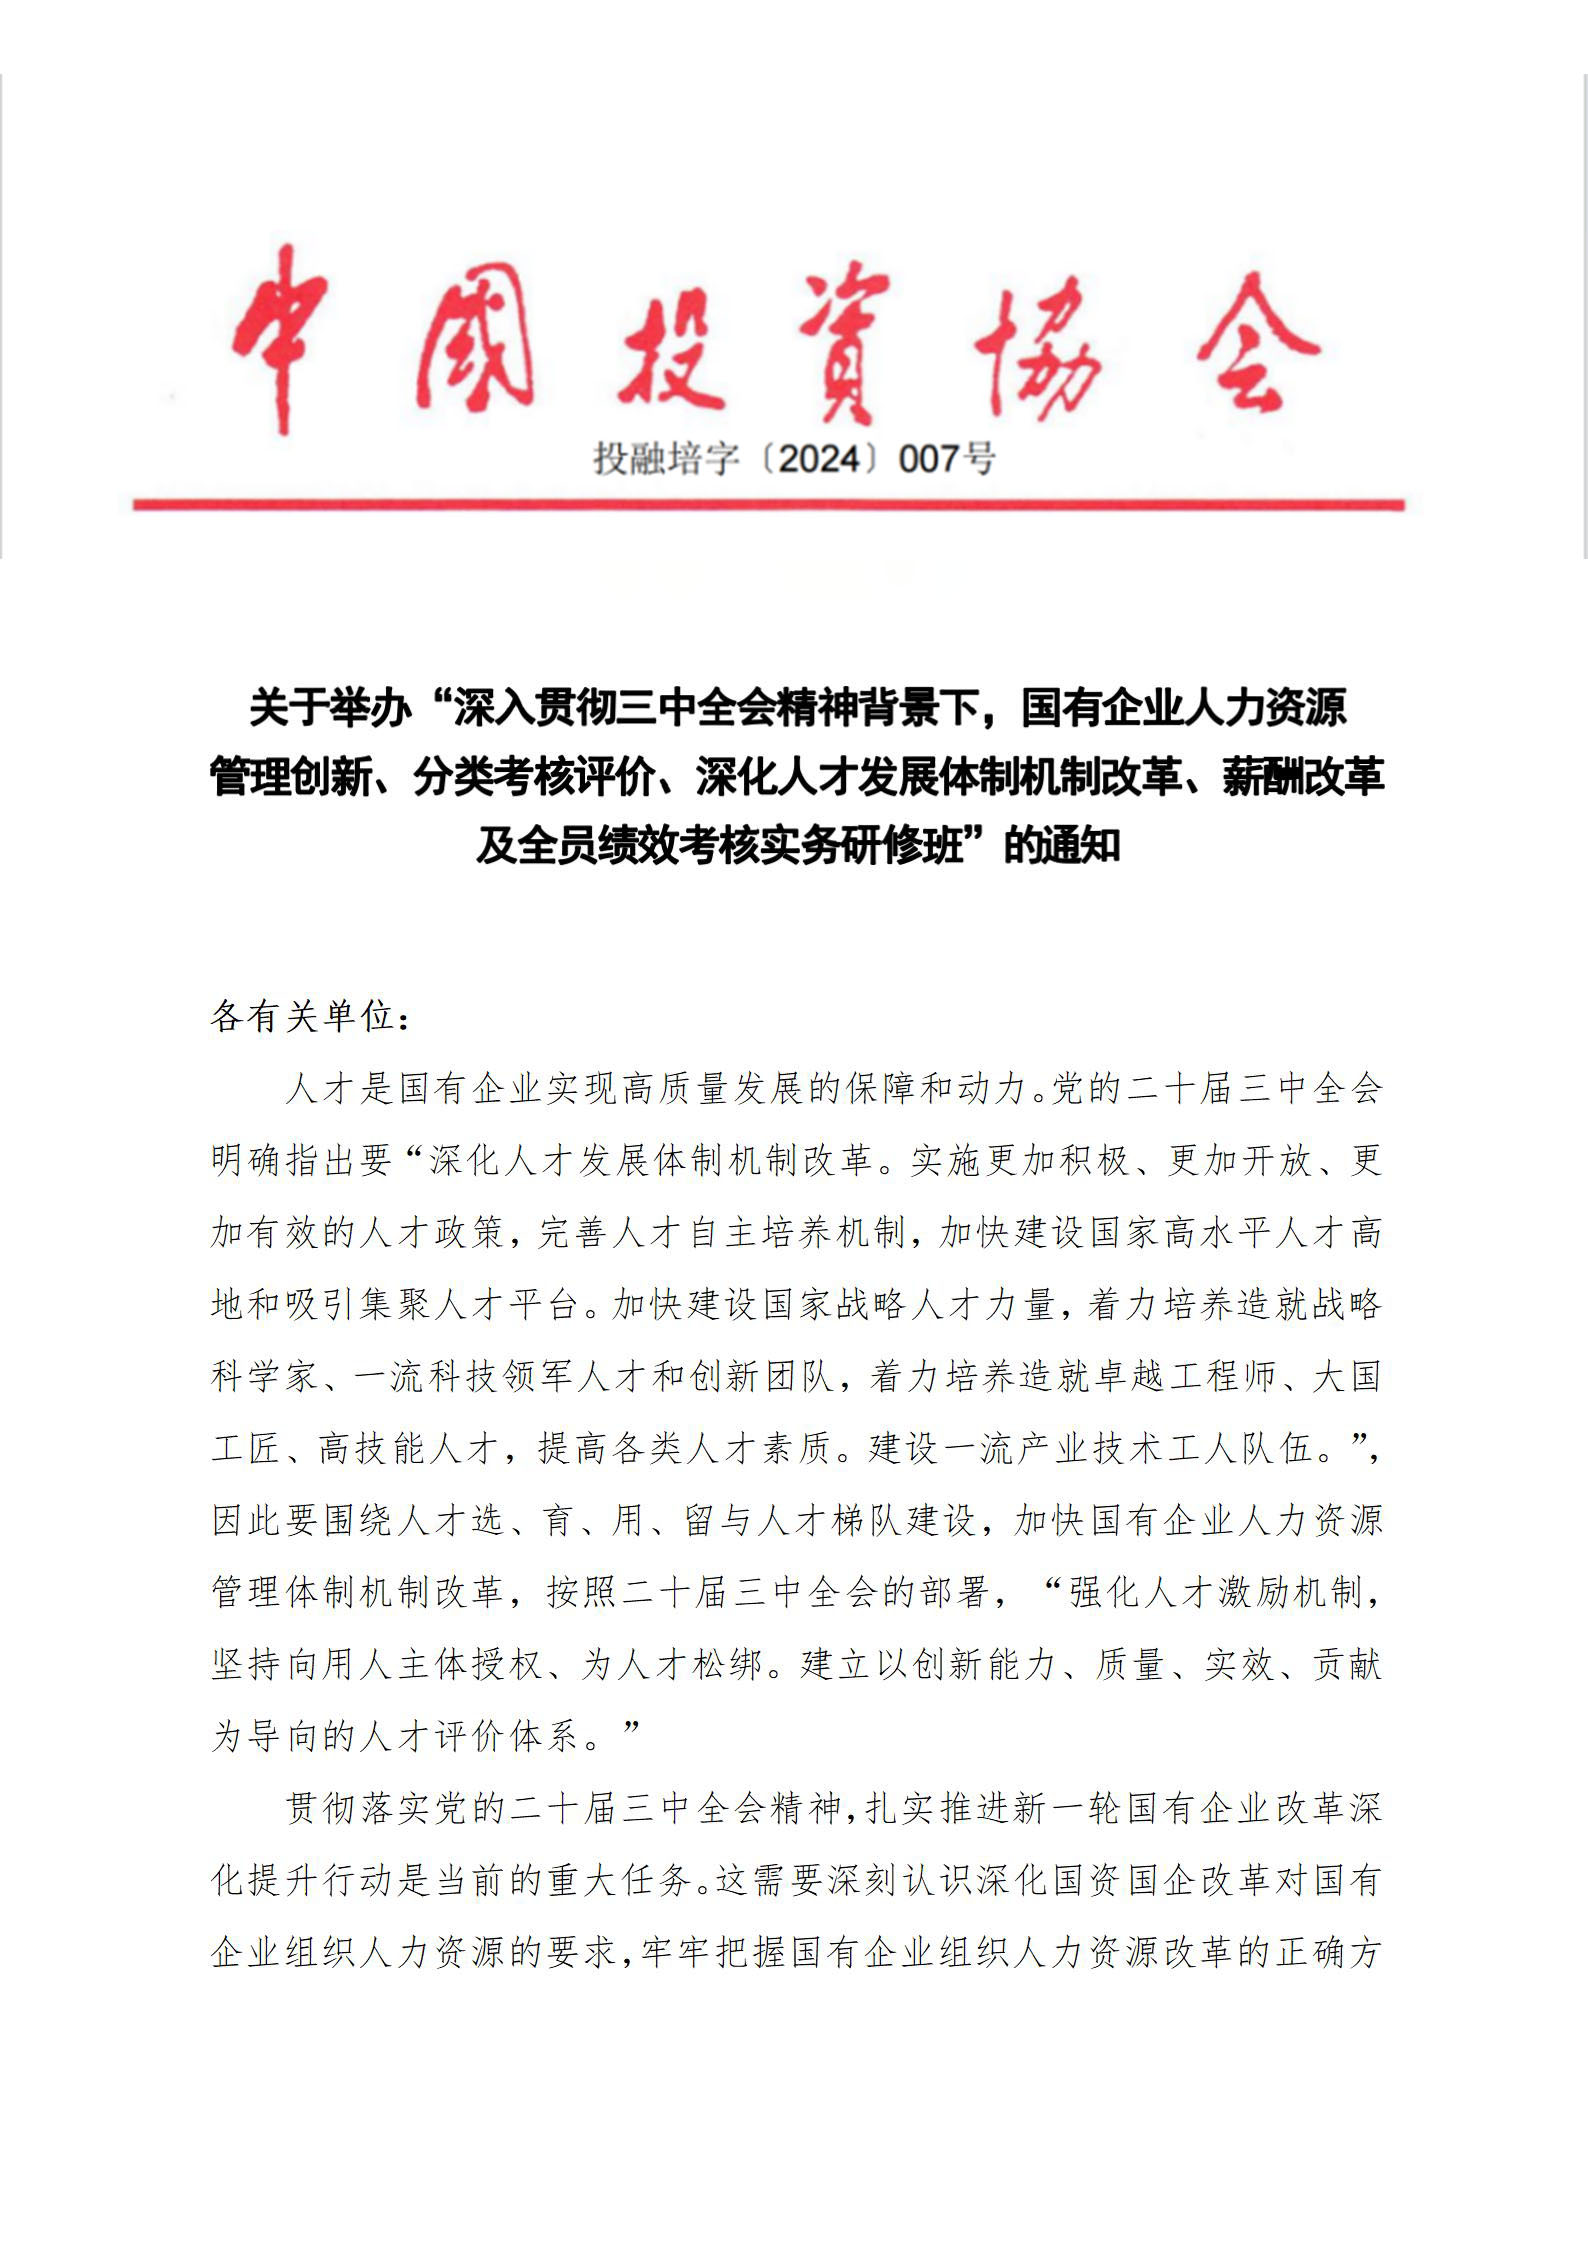 中國投資協会
投融培字〔2024〕007号
关于举办“深入贯彻三中全会精神背景下，国有企业人力资源
管理创新、分类考核评价、深化人才发展体制机制改革、薪酬改革
及全员绩效考核实务研修班”的通知
各有关单位：
人才是国有企业实现高质量发展的保障和动力。党的二十届三中全会
明确指出要“深化人才发展体制机制改革。实施更加积极、更加开放、更
加有效的人才政策，完善人才自主培养机制，加快建设国家高水平人才高
地和吸引集聚人才平台。加快建设国家战略人才力量，着力培养造就战略
科学家、一流科技领军人才和创新团队，着力培养造就卓越工程师、大国
工匠、高技能人才，提高各类人才素质。建设一流产业技术工人队伍。”，
因此要围绕人才选、育、用、留与人才梯队建设，加快国有企业人力资源
管理体制机制改革，按照二十届三中全会的部署，“强化人才激励机制，
坚持向用人主体授权、为人才松绑。建立以创新能力、质量、实效、贡献
为导向的人才评价体系。”
贯彻落实党的二十届三中全会精神，扎实推进新一轮国有企业改革深
化提升行动是当前的重大任务。这需要深刻认识深化国资国企改革对国有
企业组织人力资源的要求，牢牢把握国有企业组织人力资源改革的正确方